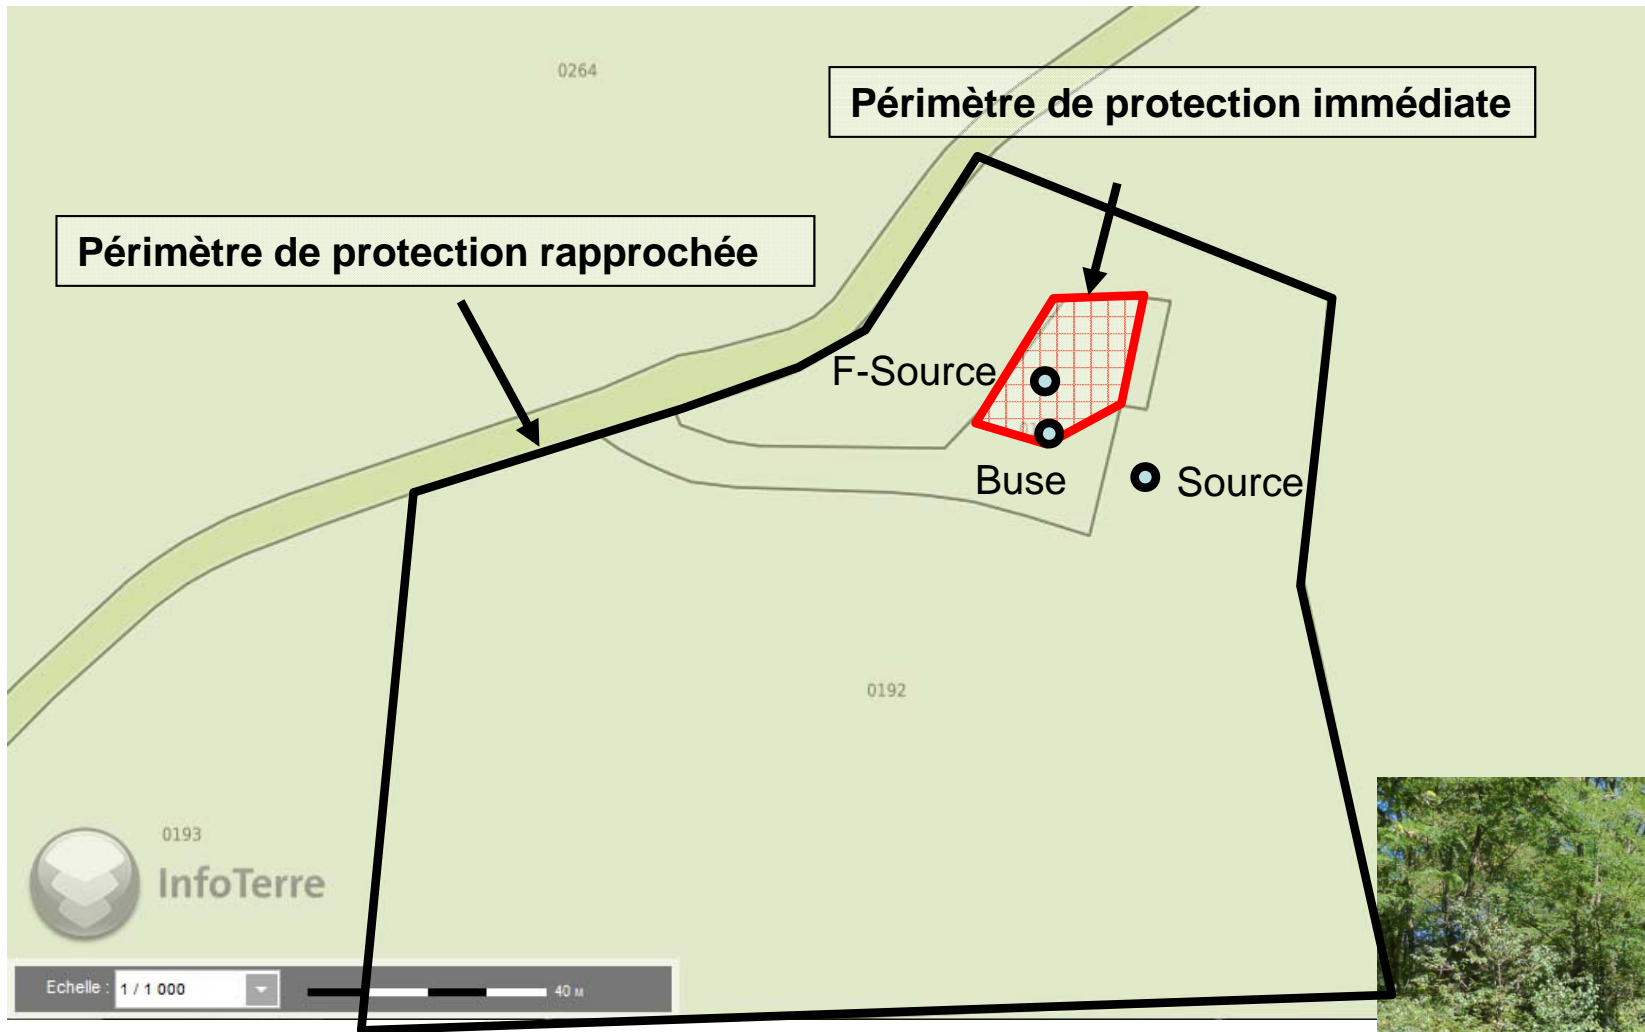 0264
Périmètre de protection immédiate
Périmètre de protection rapprochée
F-Source
Buse
Source
0192
0193
InfoTerre
Echelle : 1 / 1 000
40 M